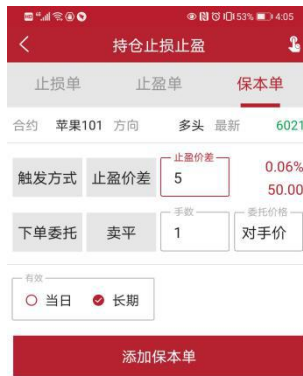 53% 4:05
持仓止损止盈
止损单 止盈单 保本单
合约 苹果101 方向 多头 最新 6021
止盈价差
触发方式 止盈价差 5 0.06%
50.00
手数 委托价格
下单委托 卖平 1 对手价
有效
当日 长期
添加保本单